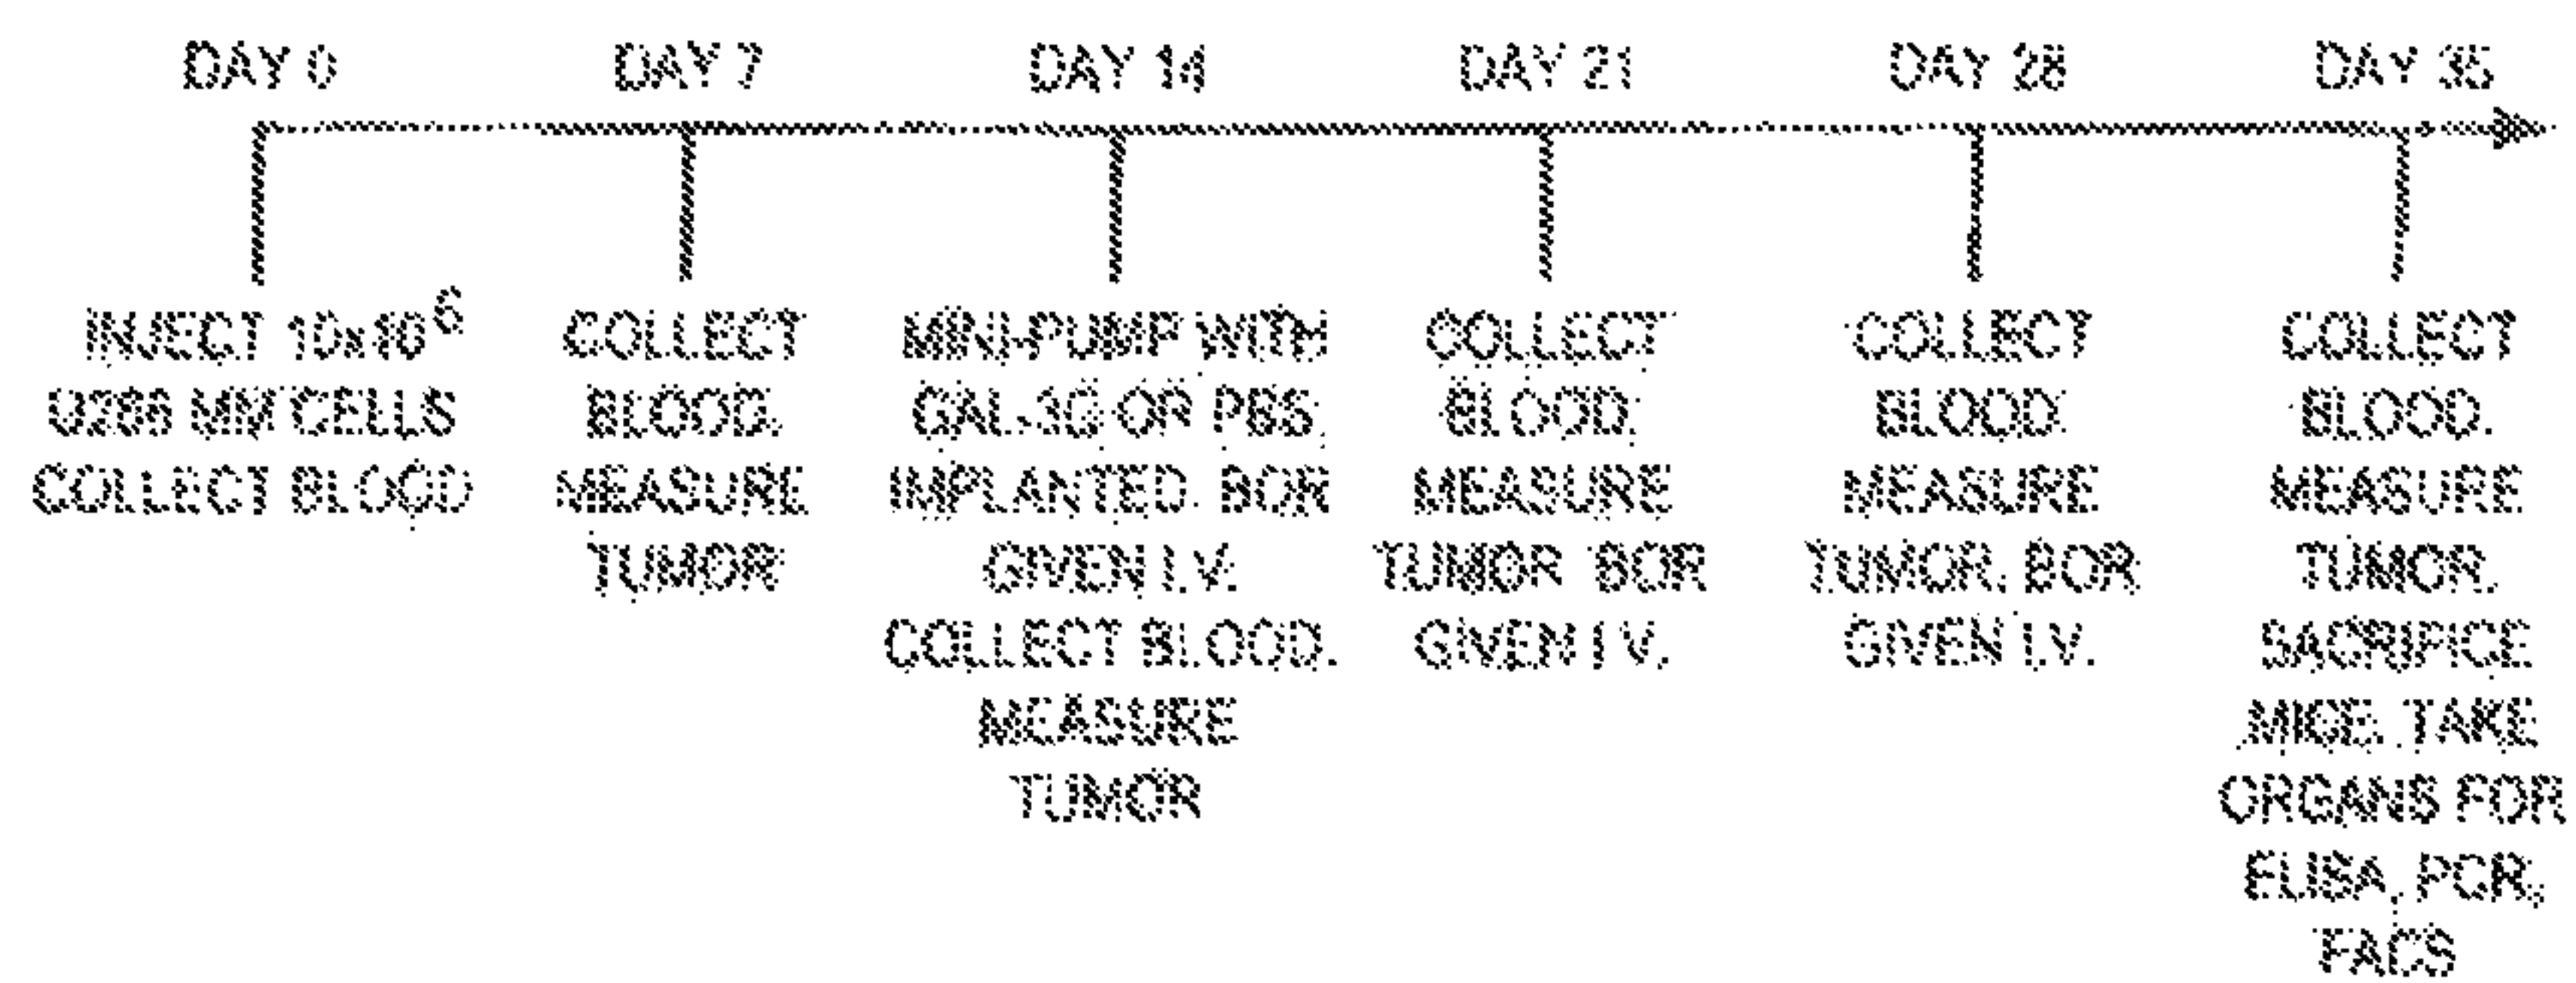 DAY 0
DAY 7
DAY 14
DAY 21
DAY 28
DAY 35
INJECT 10x10⁶
U266 MM CELLS
COLLECT BLOOD
COLLECT
BLOOD.
MEASURE
TUMOR
MINI-PUMP WITH
GAL-3C OR PBS
IMPLANTED. BOR
GIVEN I.V.
COLLECT BLOOD.
MEASURE
TUMOR
COLLECT
BLOOD.
MEASURE
TUMOR. BOR
GIVEN I.V.
COLLECT
BLOOD.
MEASURE
TUMOR. BOR
GIVEN I.V.
COLLECT
BLOOD.
MEASURE
TUMOR.
SACRIFICE
MICE. TAKE
ORGANS FOR
ELISA, PCR,
FACS